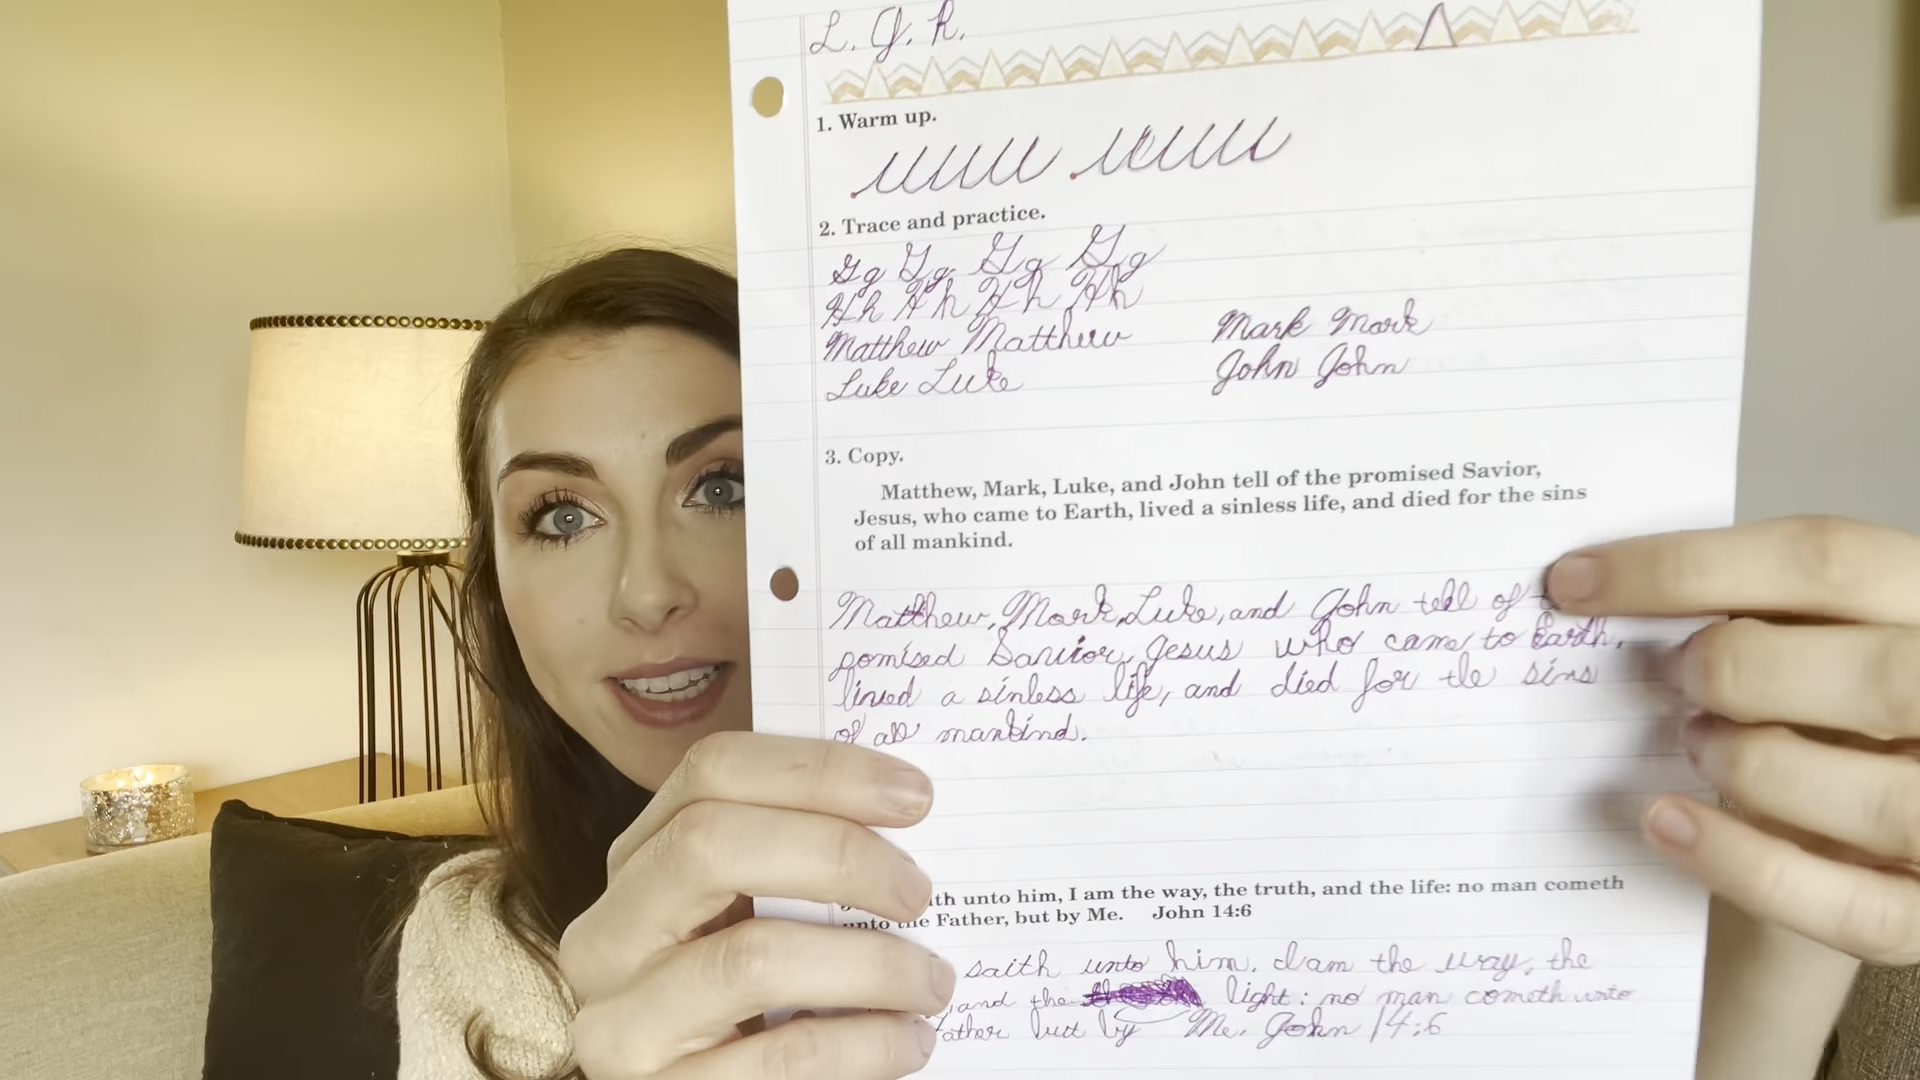 L. J. R.
1. Warm up.
2. Trace and practice.
Gg Gg Gg Gg
Hh Hh Hh Hh
Matthew Matthew Mark Mark
Luke Luke John John
3. Copy.
Matthew, Mark, Luke, and John tell of the promised Savior,
Jesus, who came to Earth, lived a sinless life, and died for the sins
of all mankind.
Matthew, Mark, Luke, and John tell of
pomised Savior, Jesus who came to Earth,
lived a sinless life, and died for the sins
of all mankind.
unto him, I am the way, the truth, and the life: no man cometh
unto the Father, but by Me. John 14:6
saith unto him, I am the way, the
, and the light: no man cometh unto
but by Me. John 14:6